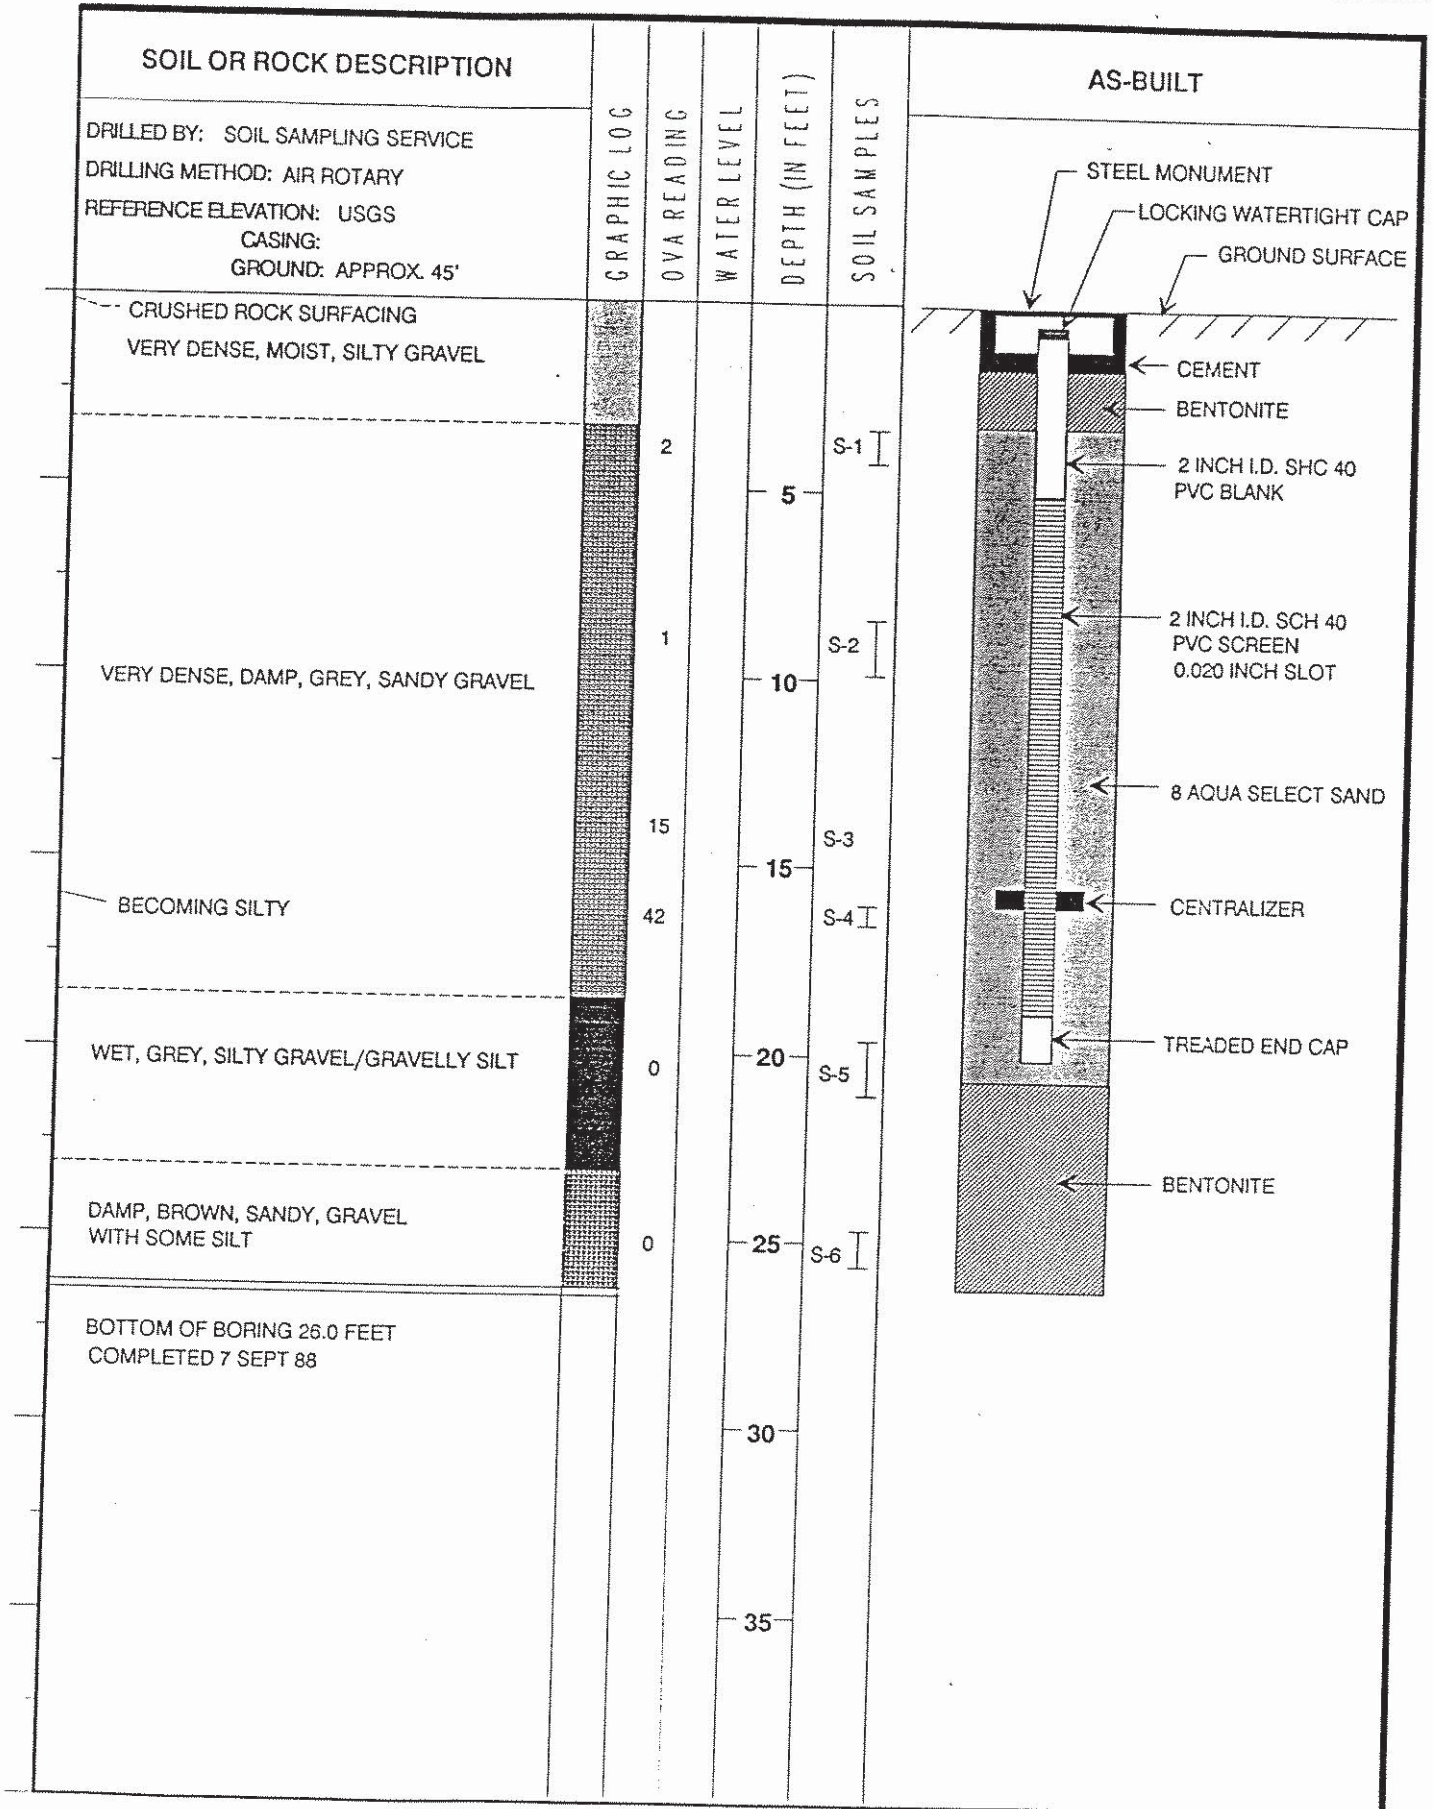 SOIL OR ROCK DESCRIPTION
DRILLED BY: SOIL SAMPLING SERVICE
DRILLING METHOD: AIR ROTARY
REFERENCE ELEVATION: USGS
CASING:
GROUND: APPROX. 45'
GRAPHIC LOG
OVA READING
WATER LEVEL
DEPTH (IN FEET)
SOIL SAMPLES
AS-BUILT
STEEL MONUMENT
LOCKING WATERTIGHT CAP
GROUND SURFACE
CRUSHED ROCK SURFACING
VERY DENSE, MOIST, SILTY GRAVEL
CEMENT
BENTONITE
2
S-1
2 INCH I.D. SHC 40
PVC BLANK
5
1
S-2
2 INCH I.D. SCH 40
PVC SCREEN
0.020 INCH SLOT
VERY DENSE, DAMP, GREY, SANDY GRAVEL
10
8 AQUA SELECT SAND
15
S-3
15
BECOMING SILTY
42
S-4
CENTRALIZER
WET, GREY, SILTY GRAVEL/GRAVELLY SILT
0
20
S-5
TREADED END CAP
BENTONITE
DAMP, BROWN, SANDY, GRAVEL
WITH SOME SILT
0
25
S-6
BOTTOM OF BORING 26.0 FEET
COMPLETED 7 SEPT 88
30
35